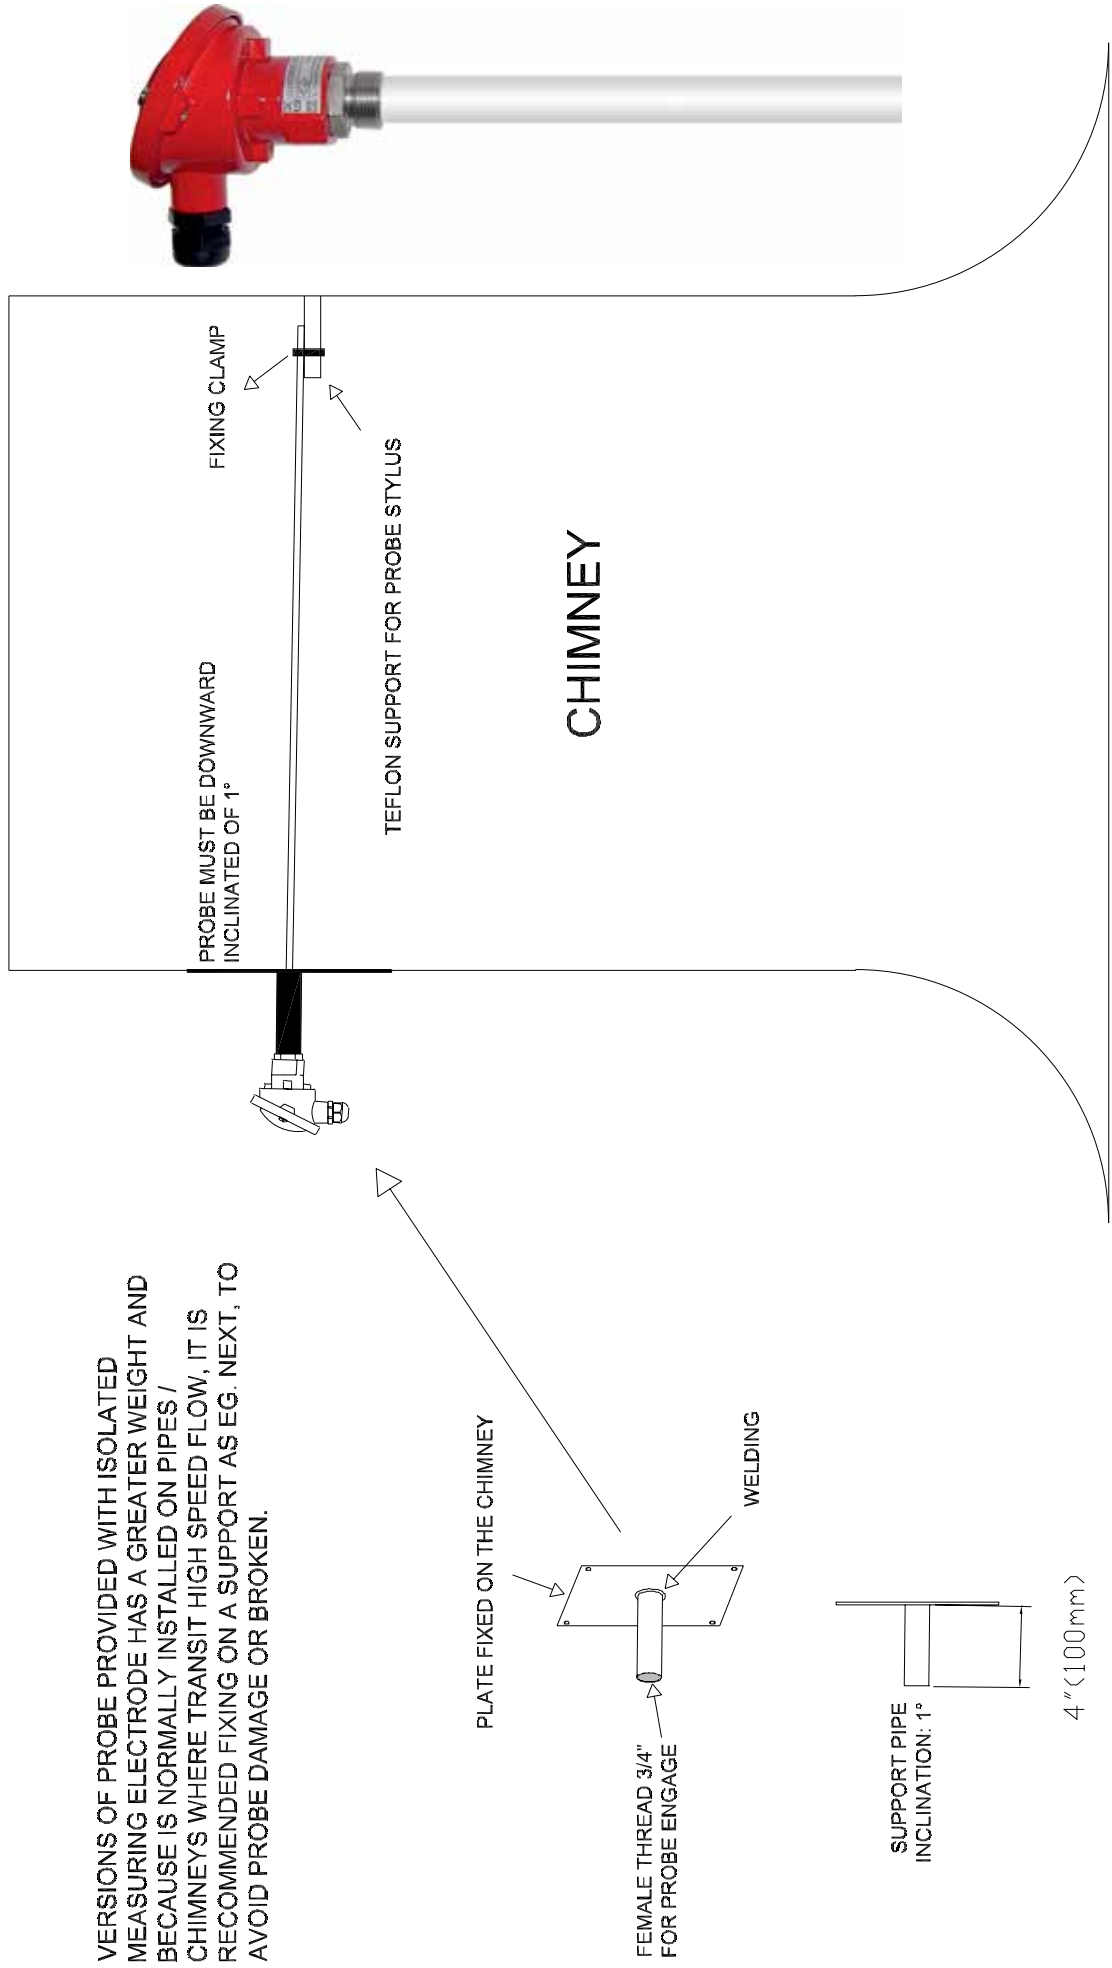 VERSIONS OF PROBE PROVIDED WITH ISOLATED
MEASURING ELECTRODE HAS A GREATER WEIGHT AND
BECAUSE IS NORMALLY INSTALLED ON PIPES /
CHIMNEYS WHERE TRANSIT HIGH SPEED FLOW, IT IS
RECOMMENDED FIXING ON A SUPPORT AS EG. NEXT, TO
AVOID PROBE DAMAGE OR BROKEN.
PROBE MUST BE DOWNWARD
INCLINATED OF 1°
FIXING CLAMP
TEFLON SUPPORT FOR PROBE STYLUS
CHIMNEY
PLATE FIXED ON THE CHIMNEY
WELDING
FEMALE THREAD 3/4"
FOR PROBE ENGAGE
SUPPORT PIPE
INCLINATION: 1°
4"(100mm)